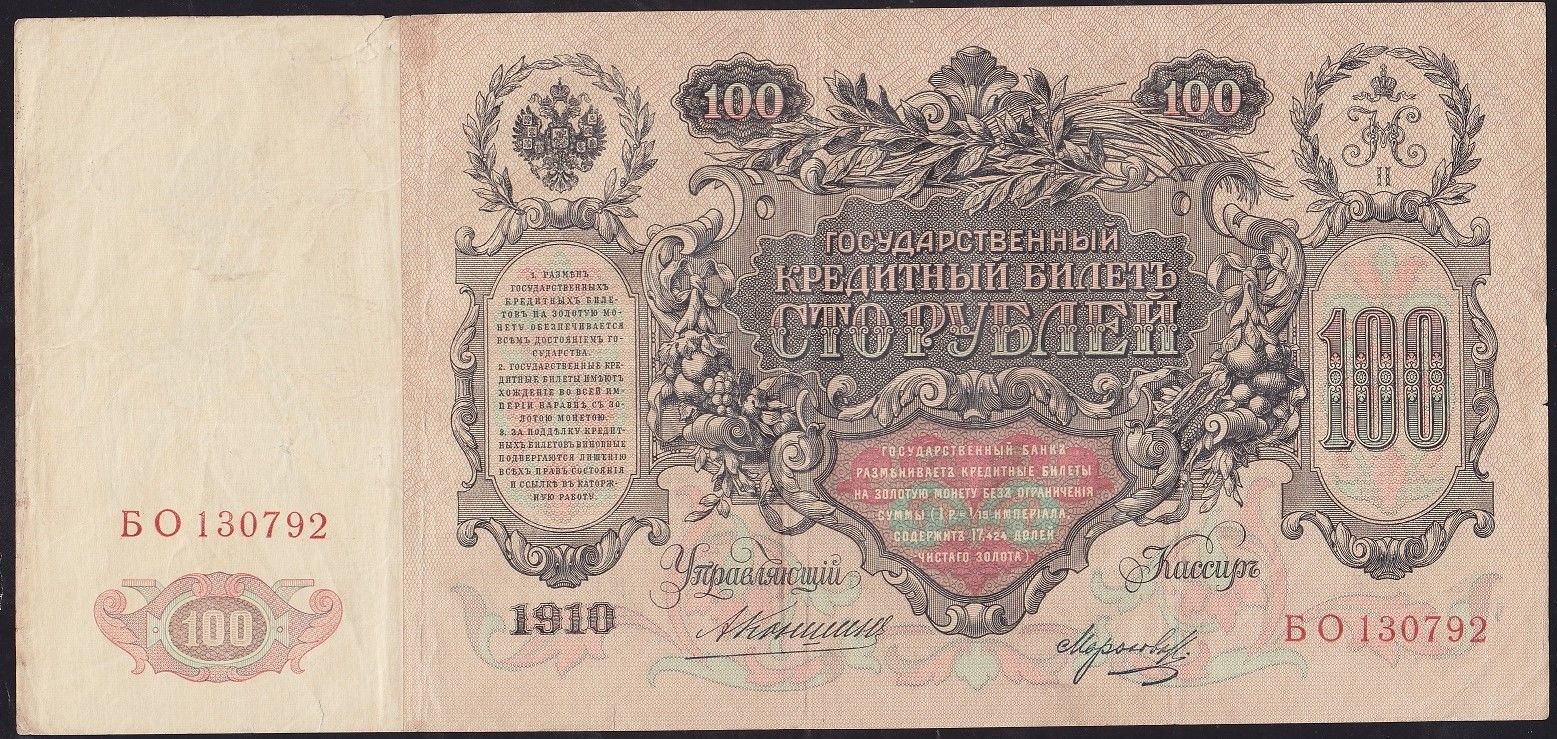 100
100
Н II
ГОСУДАРСТВЕННЫЙ
КРЕДИТНЫЙ БИЛЕТЪ
СТО РУБЛЕЙ
1. РАЗМѢНЪ
ГОСУДАРСТВЕННЫХЪ
КРЕДИТНЫХЪ БИЛЕ-
ТОВЪ НА ЗОЛОТУЮ МО-
НЕТУ ОБЕЗПЕЧИВАЕТСЯ
ВСѢМЪ ДОСТОЯНІЕМЪ ГО-
СУДАРСТВА.
2. ГОСУДАРСТВЕННЫЕ КРЕ-
ДИТНЫЕ БИЛЕТЫ ИМѢЮТЪ
ХОЖДЕНІЕ ВО ВСЕЙ ИМ-
ПЕРІИ НАРАВНѢ СЪ ЗО-
ЛОТОЮ МОНЕТОЮ.
3. ЗА ПОДДѢЛКУ КРЕДИТ-
НЫХЪ БИЛЕТОВЪ ВИНОВНЫЕ
ПОДВЕРГАЮТСЯ ЛИШЕНІЮ
ВСѢХЪ ПРАВЪ СОСТОЯНІЯ
И ССЫЛКѢ ВЪ КАТОРЖ-
НУЮ РАБОТУ.
100
ГОСУДАРСТВЕННЫЙ БАНКЪ
РАЗМѢНИВАЕТЪ КРЕДИТНЫЕ БИЛЕТЫ
НА ЗОЛОТУЮ МОНЕТУ БЕЗЪ ОГРАНИЧЕНІЯ
СУММЫ (1 Р.= 1/15 ИМПЕРІАЛА,
СОДЕРЖИТЪ 17,424 ДОЛЕЙ
ЧИСТАГО ЗОЛОТА).
БО 130792
100
Управляющій
Кассиръ
1910
АКоншинъ
Морозовъ
БО 130792